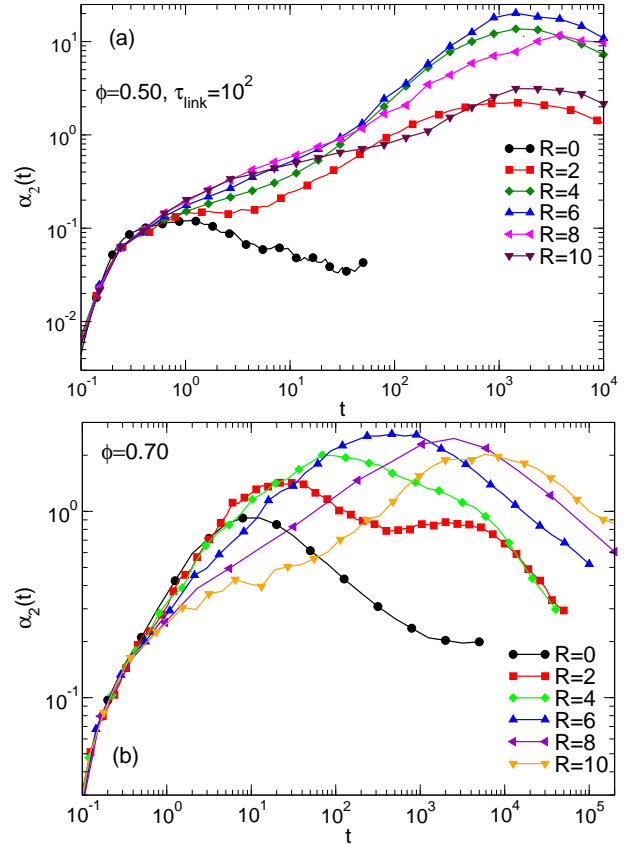 (a)
ϕ=0.50, τlink=10²
α₂(t)
10¹
10⁰
10⁻¹
10⁻²
R=0
R=2
R=4
R=6
R=8
R=10
10⁻¹ 10⁰ 10¹ 10² 10³ 10⁴
t
ϕ=0.70
α₂(t)
10⁰
10⁻¹
R=0
R=2
R=4
R=6
R=8
R=10
(b)
10⁻¹ 10⁰ 10¹ 10² 10³ 10⁴ 10⁵
t